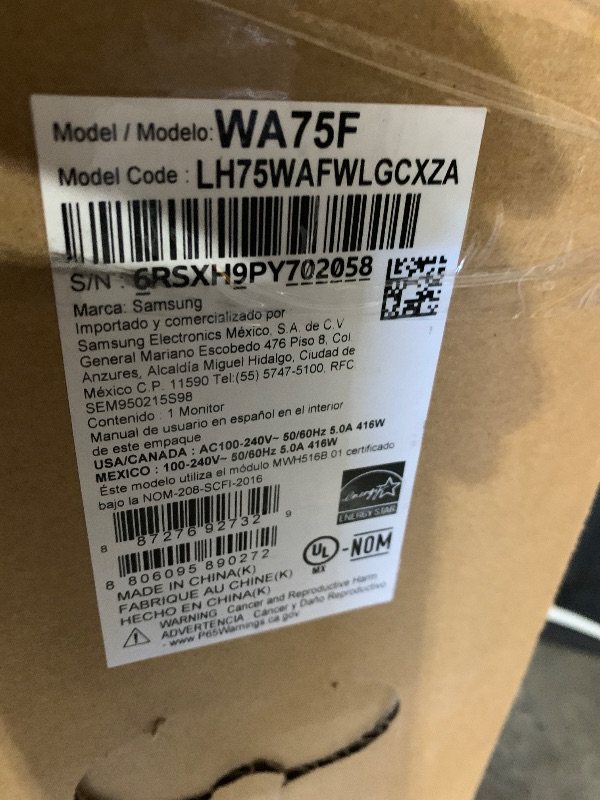 Model / Modelo: WA75F
Model Code : LH75WAFWLGCXZA
S/N : 6RSXH9PY702058
Marca: Samsung
Importado y comercializado por
Samsung Electronics México, S.A. de C.V
General Mariano Escobedo 476 Piso 8, Col
Anzures, Alcaldía Miguel Hidalgo, Ciudad de
México C.P. 11590 Tel:(55) 5747-5100, RFC
SEM950215S98
Contenido : 1 Monitor
Manual de usuario en español en el interior
de este empaque
USA/CANADA : AC100-240V~ 50/60Hz 5.0A 416W
MEXICO : 100-240V~ 50/60Hz 5.0A 416W
Éste modelo utiliza el módulo MWH516B 01 certificado
bajo la NOM-208-SCFI-2016
energy
ENERGY STAR
8 87276 92732 9
8 806095 890272
UL MX -NOM
MADE IN CHINA(K)
FABRIQUE AU CHINE(K)
HECHO EN CHINA(K)
WARNING Cancer and Reproductive Harm
ADVERTENCIA Cáncer y Daño Reproductivo
- www.P65Warnings.ca.gov